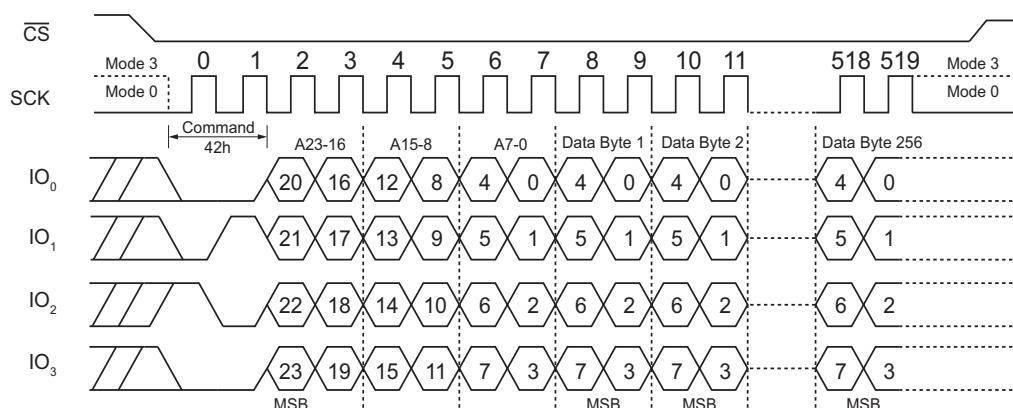 CS
Mode 3 0 1 2 3 4 5 6 7 8 9 10 11 518 519 Mode 3
SCK Mode 0 Mode 0
Command
42h A23-16 A15-8 A7-0 Data Byte 1 Data Byte 2 Data Byte 256
IO0 20 16 12 8 4 0 4 0 4 0 4 0
IO1 21 17 13 9 5 1 5 1 5 1 5 1
IO2 22 18 14 10 6 2 6 2 6 2 6 2
IO3 23 19 15 11 7 3 7 3 7 3 7 3
MSB MSB MSB MSB